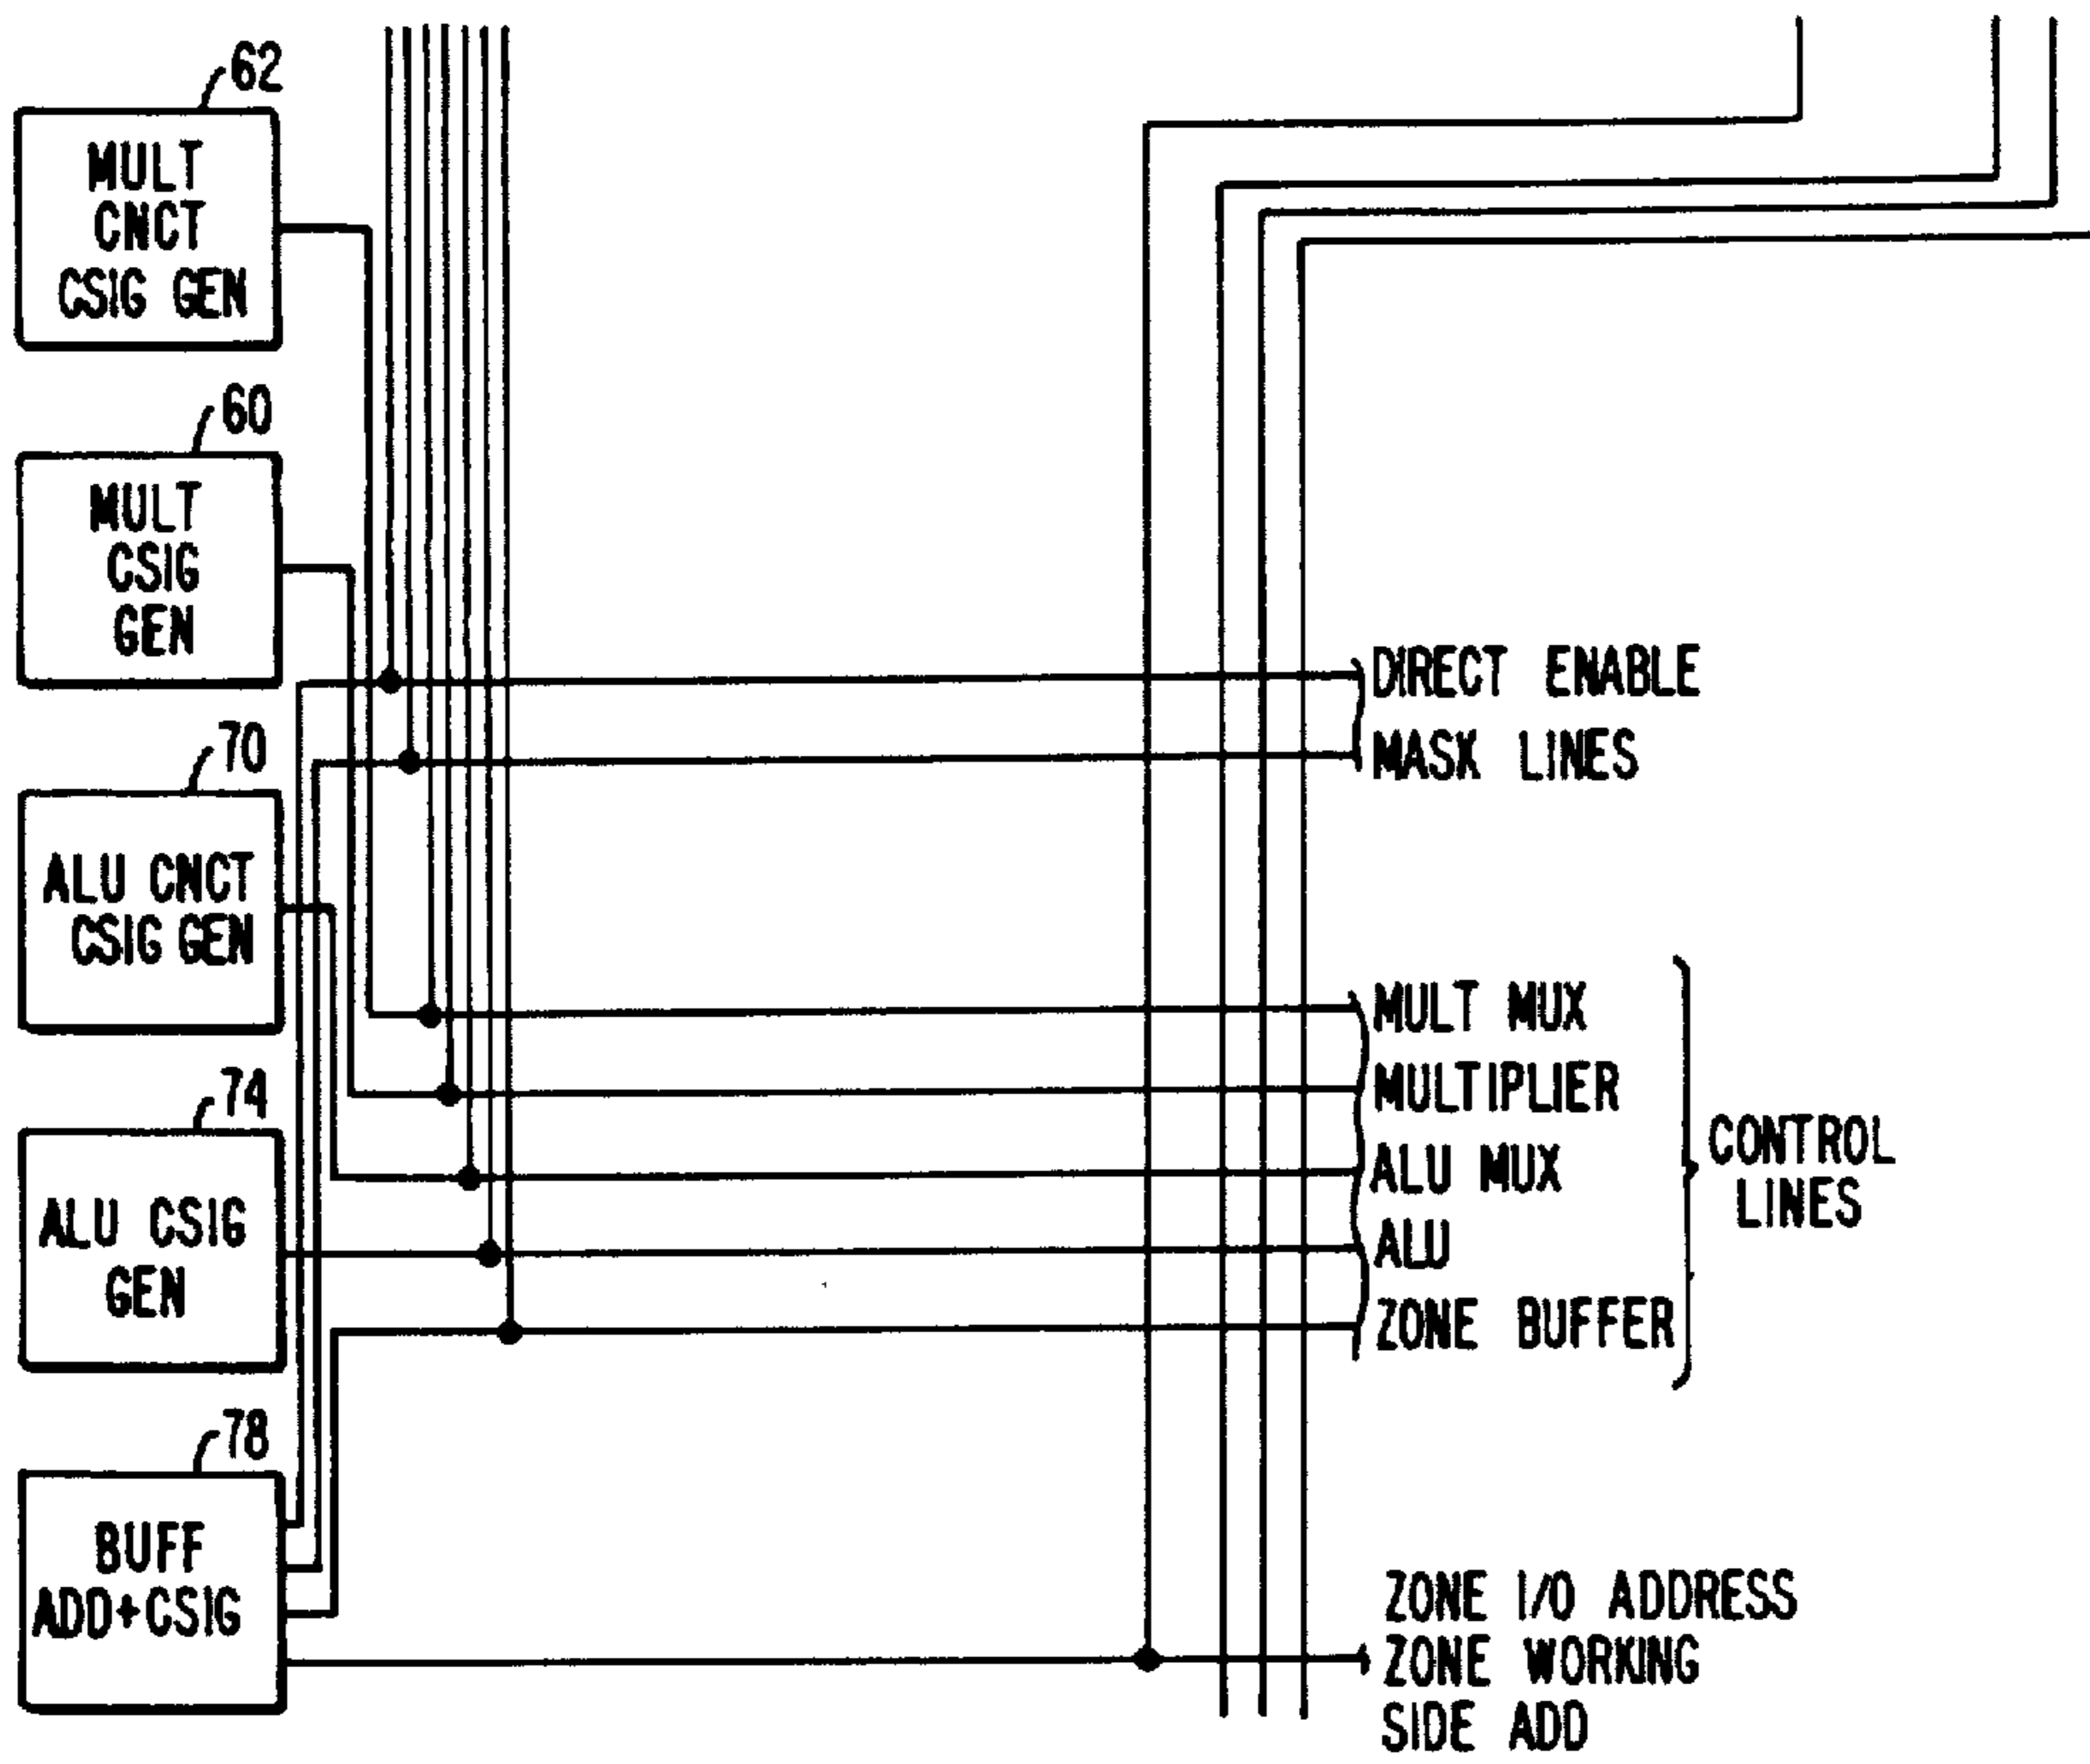 62
MULT
CNCT
CSIG GEN
60
MULT
CSIG
GEN
70
ALU CNCT
CSIG GEN
74
ALU CSIG
GEN
78
BUFF
ADD+CSIG
DIRECT ENABLE
MASX LINES
MULT MUX
MULTIPLIER
ALU MUX
ALU
ZONE BUFFER
CONTROL
LINES
ZONE I/O ADDRESS
ZONE WORKING
SIDE ADD